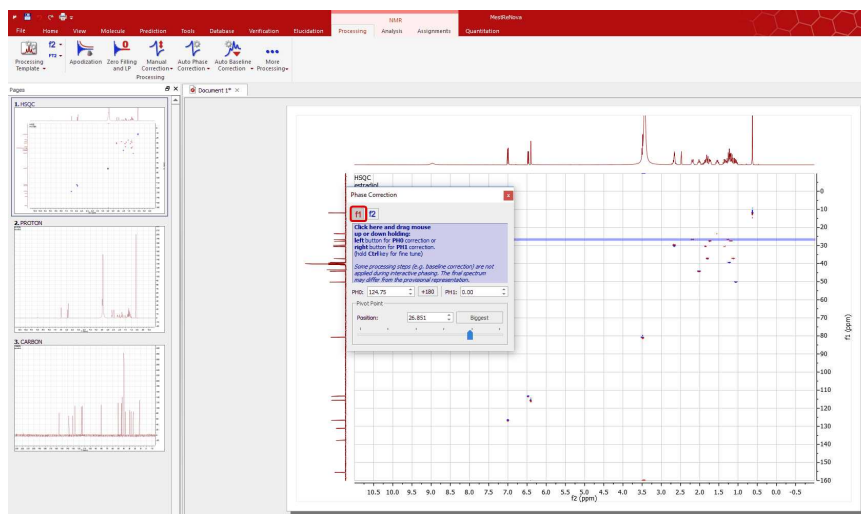 NMR
MestReNova
File Home View Molecule Prediction Tools Database Verification Elucidation Processing Analysis Assignments Quantitation
Processing Template
f2
FT2
Apodization
Zero Filling and LP
Manual Correction
Auto Phase Correction
Auto Baseline Correction
More Processing
Processing
Pages
Document 1*
1. HSQC
2. PROTON
3. CARBON
HSQC
estradiol
Phase Correction
f1 f2
Click here and drag mouse
up or down holding:
left button for PH0 correction or
right button for PH1 correction.
(hold Ctrl key for fine tune)
Some processing steps (e.g. baseline correction) are not
applied during interactive phasing. The final spectrum
may differ from the provisional representation.
PH0: 124.75 +180 PH1: 0.00
Pivot Point
Position: 26.851 Biggest
0
10
20
30
40
50
60
70
80
90
100
110
120
130
140
150
160
f1 (ppm)
10.5 10.0 9.5 9.0 8.5 8.0 7.5 7.0 6.5 6.0 5.5 5.0 4.5 4.0 3.5 3.0 2.5 2.0 1.5 1.0 0.5 0.0 -0.5
f2 (ppm)